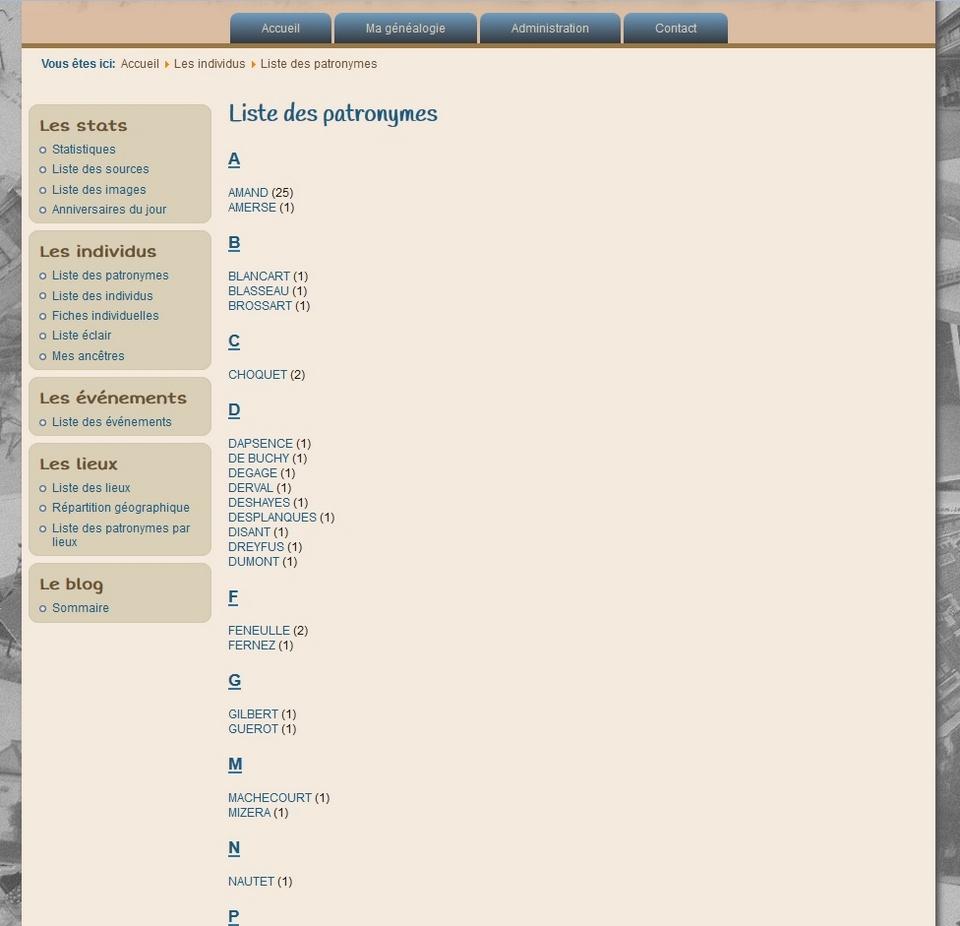 Accueil
Ma généalogie
Administration
Contact
Vous êtes ici: Accueil Les individus Liste des patronymes
Les stats
Statistiques
Liste des sources
Liste des images
Anniversaires du jour
Les individus
Liste des patronymes
Liste des individus
Fiches individuelles
Liste éclair
Mes ancêtres
Les événements
Liste des événements
Les lieux
Liste des lieux
Répartition géographique
Liste des patronymes par
lieux
Le blog
Sommaire
Liste des patronymes
A
AMAND (25)
AMERSE (1)
B
BLANCART (1)
BLASSEAU (1)
BROSSART (1)
C
CHOQUET (2)
D
DAPSENCE (1)
DE BUCHY (1)
DEGAGE (1)
DERVAL (1)
DESHAYES (1)
DESPLANQUES (1)
DISANT (1)
DREYFUS (1)
DUMONT (1)
F
FENEULLE (2)
FERNEZ (1)
G
GILBERT (1)
GUEROT (1)
M
MACHECOURT (1)
MIZERA (1)
N
NAUTET (1)
P